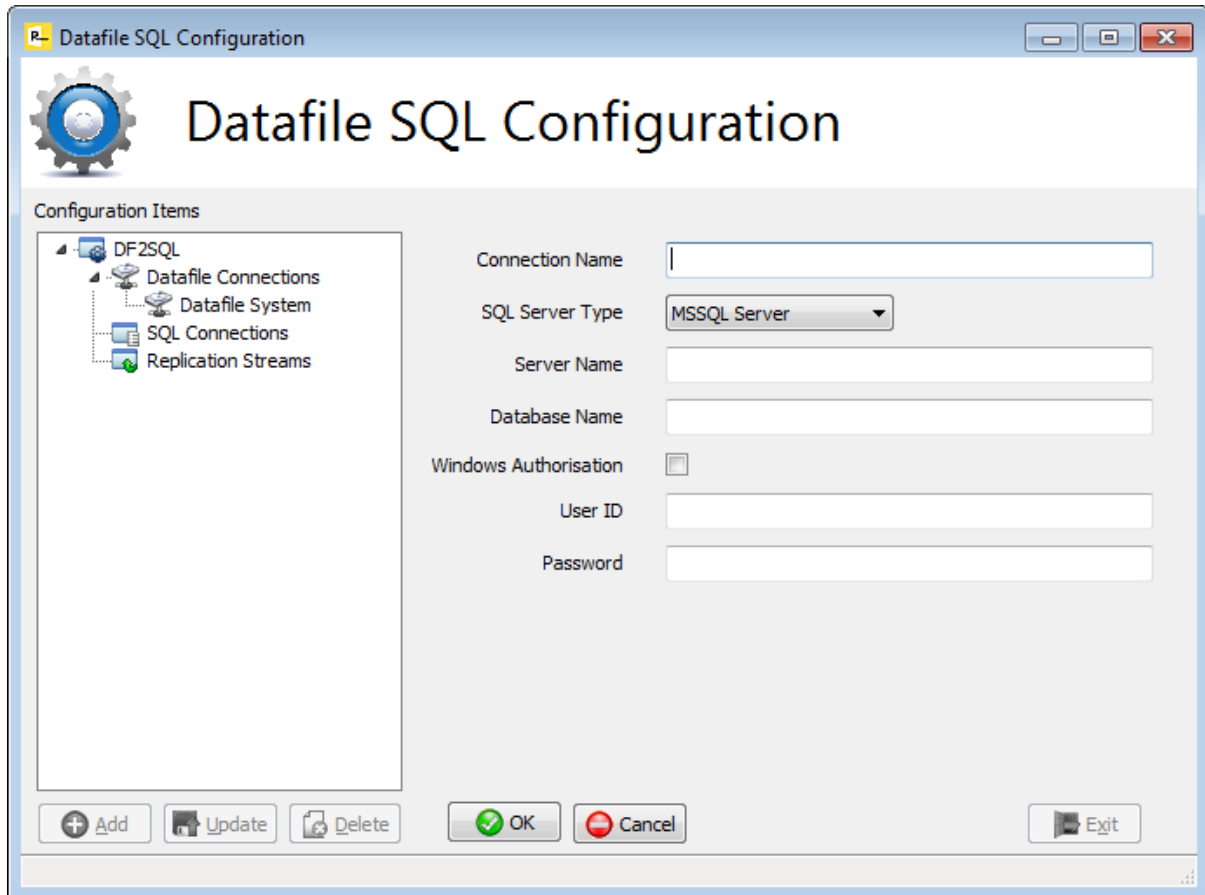 Datafile SQL Configuration
Datafile SQL Configuration
Configuration Items
DF2SQL
Datafile Connections
Datafile System
SQL Connections
Replication Streams
Connection Name
SQL Server Type MSSQL Server
Server Name
Database Name
Windows Authorisation
User ID
Password
Add Update Delete OK Cancel Exit